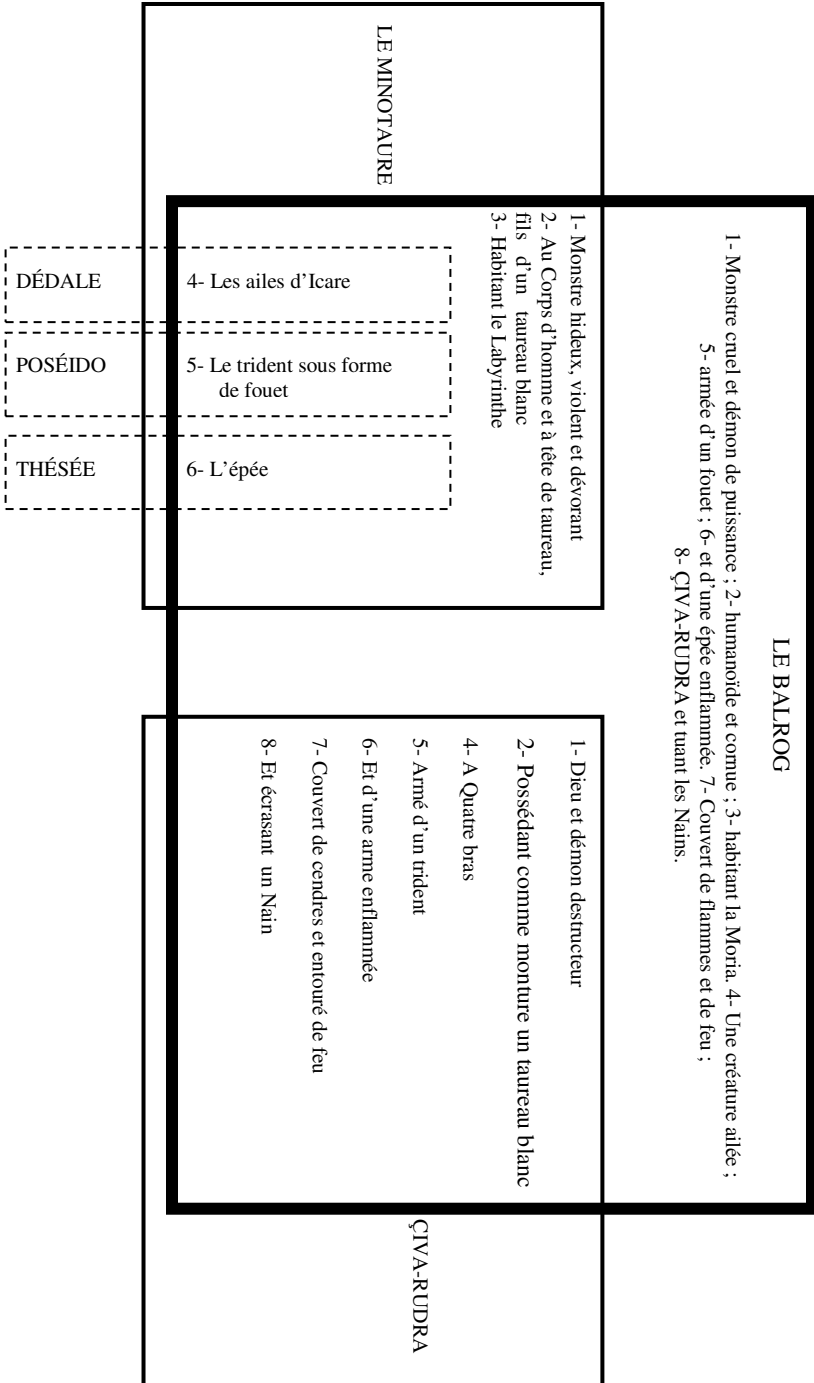 LE BALROG
1- Monstre cruel et démon de puissance ; 2- humanoïde et cornue ; 3- habitant la Moria. 4- Une créature ailée ;
5- armée d'un fouet ; 6- et d'une épée enflammée. 7- Couvert de flammes et de feu ;
8- ÇIVA-RUDRA et tuant les Nains.
LE MINOTAURE
1- Monstre hideux, violent et dévorant
2- Au Corps d'homme et à tête de taureau,
fils d'un taureau blanc
3- Habitant le Labyrinthe
DÉDALE
4- Les ailes d'Icare
POSÉIDO
5- Le trident sous forme
de fouet
THÉSÉE
6- L'épée
1- Dieu et démon destructeur
2- Possédant comme monture un taureau blanc
4- A Quatre bras
5- Armé d'un trident
6- Et d'une arme enflammée
7- Couvert de cendres et entouré de feu
8- Et écrasant un Nain
ÇIVA-RUDRA